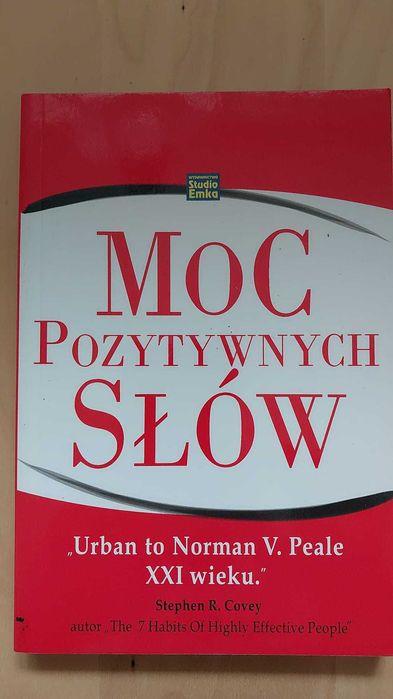 WYDAWNICTWO
Studio
Emka
MOC
POZYTYWNYCH
SŁÓW
„Urban to Norman V. Peale
XXI wieku.”
Stephen R. Covey
autor „The 7 Habits Of Highly Effective People”